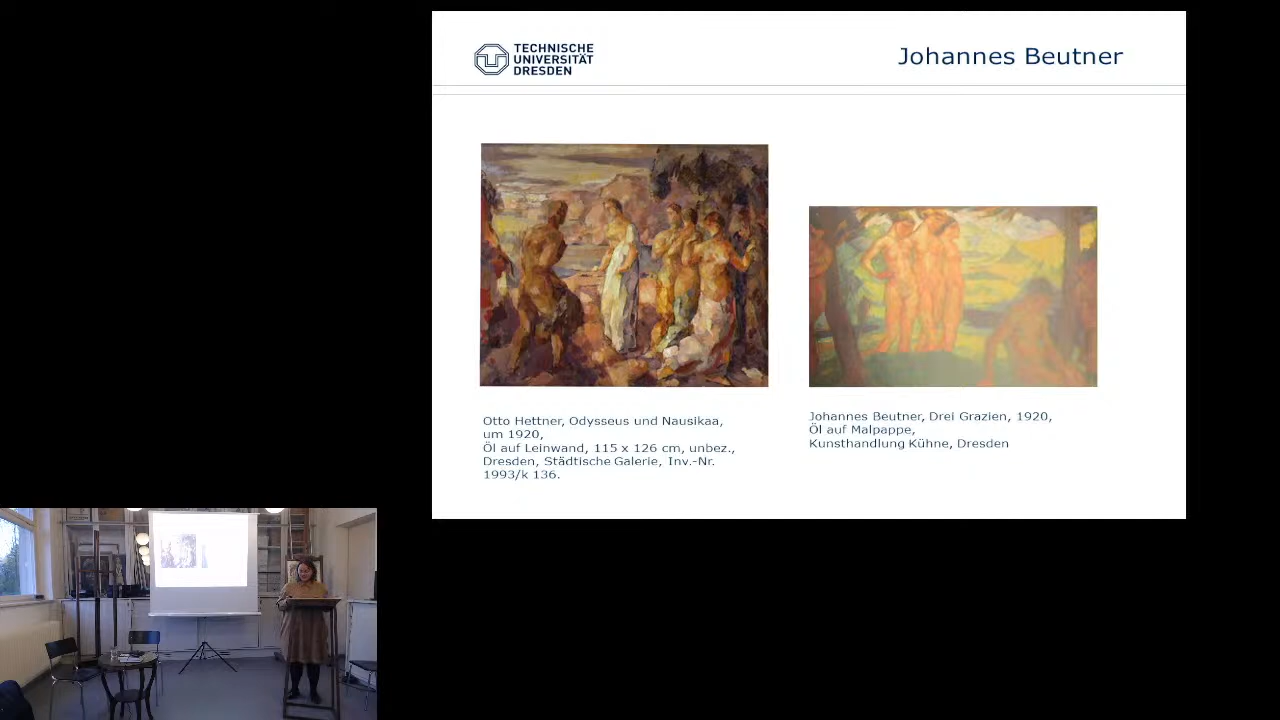 TECHNISCHE
UNIVERSITÄT
DRESDEN
Johannes Beutner
Otto Hettner, Odysseus und Nausikaa,
um 1920,
Öl auf Leinwand, 115 x 126 cm, unbez.,
Dresden, Städtische Galerie, Inv.-Nr.
1993/k 136.
Johannes Beutner, Drei Grazien, 1920,
Öl auf Malpappe,
Kunsthandlung Kühne, Dresden